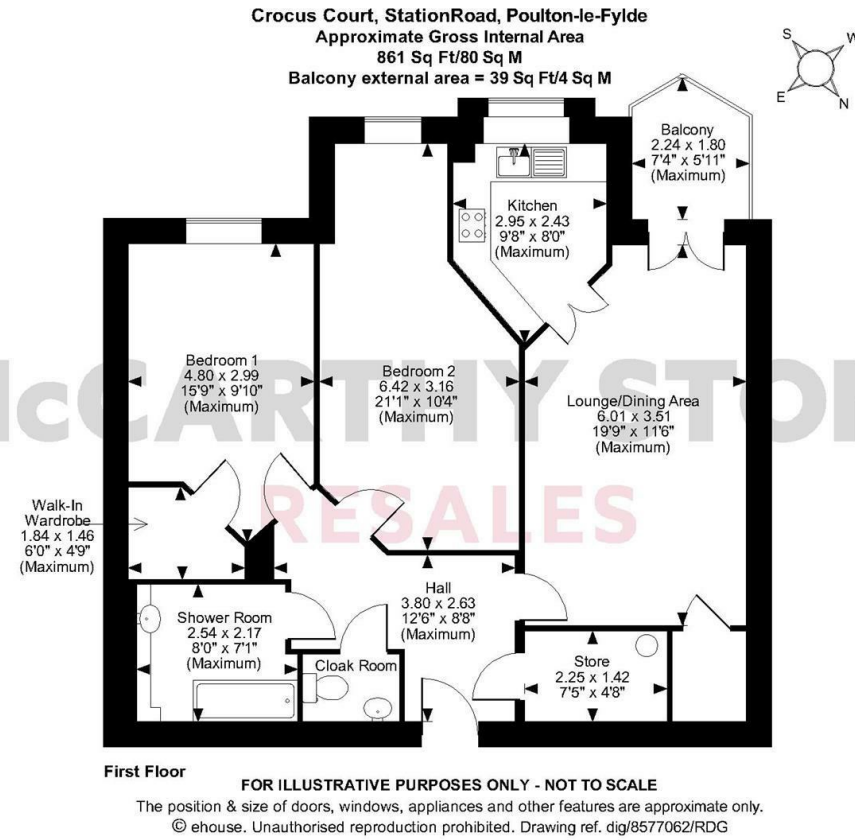 Crocus Court, StationRoad, Poulton-le-Fylde
Approximate Gross Internal Area
861 Sq Ft/80 Sq M
Balcony external area = 39 Sq Ft/4 Sq M
S
W
E
N
Balcony
2.24 x 1.80
7'4" x 5'11"
(Maximum)
Kitchen
2.95 x 2.43
9'8" x 8'0"
(Maximum)
Bedroom 1
4.80 x 2.99
15'9" x 9'10"
(Maximum)
Bedroom 2
6.42 x 3.16
21'1" x 10'4"
(Maximum)
Lounge/Dining Area
6.01 x 3.51
19'9" x 11'6"
(Maximum)
McCARTHY STON
RESALES
Walk-In
Wardrobe
1.84 x 1.46
6'0" x 4'9"
(Maximum)
Hall
3.80 x 2.63
12'6" x 8'8"
(Maximum)
Shower Room
2.54 x 2.17
8'0" x 7'1"
(Maximum)
Cloak Room
Store
2.25 x 1.42
7'5" x 4'8"
First Floor
FOR ILLUSTRATIVE PURPOSES ONLY - NOT TO SCALE
The position & size of doors, windows, appliances and other features are approximate only.
© ehouse. Unauthorised reproduction prohibited. Drawing ref. dig/8577062/RDG